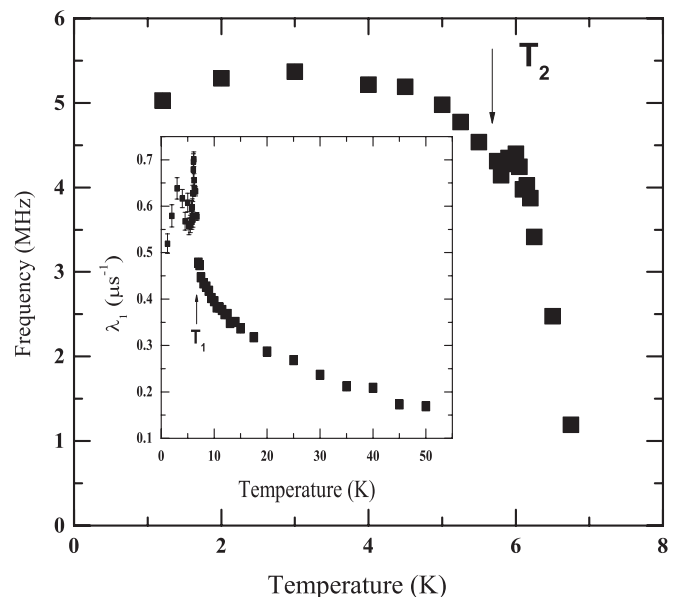 6
5
4
3
2
1
0
Frequency (MHz)
T₂
0.7
0.6
0.5
0.4
0.3
0.2
0.1
λ₁ (μs⁻¹)
T₁
0 10 20 30 40 50
Temperature (K)
0 2 4 6 8
Temperature (K)